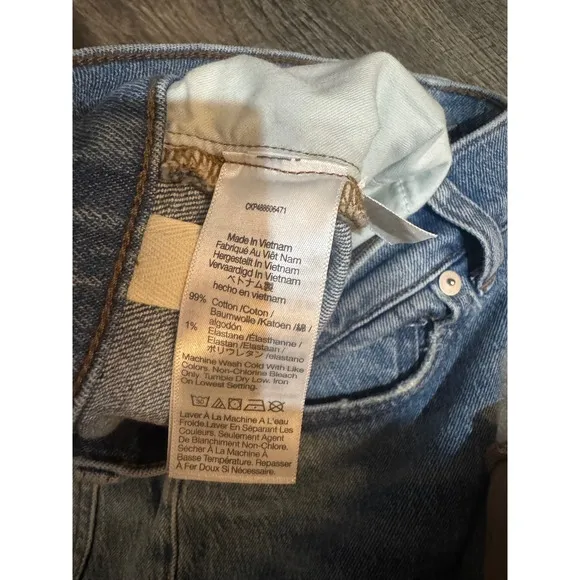 CKP488606471
Made In Vietnam
Fabriqué Au Viêt Nam
Hergestellt In Vietnam
Vervaardigd In Vietnam
ベトナム製
hecho en vietnam
99% Cotton /Coton /
Baumwolle /Katoen /綿 /
algodón
1% Elastane /Élasthanne /
Elastan /Elastaan /
ポリウレタン /elastano
Machine Wash Cold With Like
Colors. Non-Chlorine Bleach
Only. Tumble Dry Low. Iron
On Lowest Setting.
Laver À La Machine A L'eau
Froide.Laver En Séparant Les
Couleurs. Seulement Agent
De Blanchiment Non-Chlore.
Sécher À La Machine À
Basse Température. Repasser
À Fer Doux Si Nécessaire.